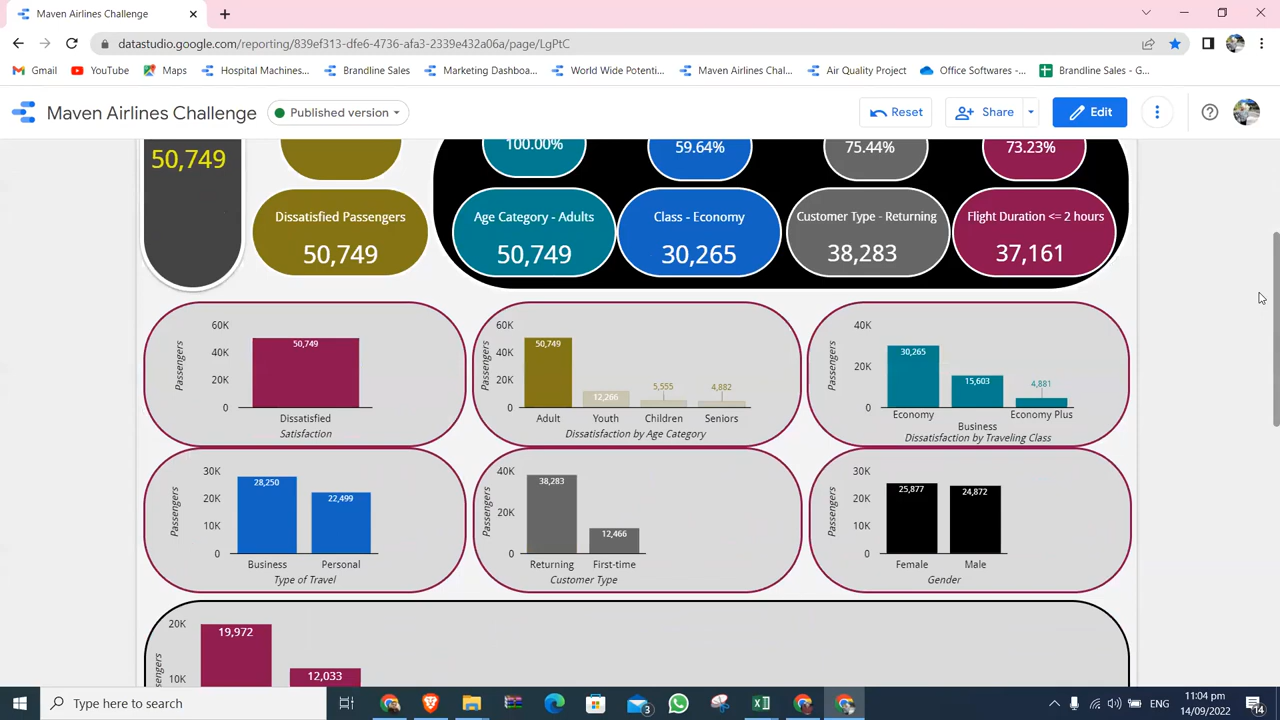 Maven Airlines Challenge
datastudio.google.com/reporting/839ef313-dfe6-4736-afa3-2339e432a06a/page/LgPtC
Gmail YouTube Maps Hospital Machines... Brandline Sales Marketing Dashboa... World Wide Potenti... Maven Airlines Chal... Air Quality Project Office Softwares -... Brandline Sales - G...
Maven Airlines Challenge Published version Reset Share Edit
50,749 100.00% 59.64% 75.44% 73.23%
Dissatisfied Passengers Age Category - Adults Class - Economy Customer Type - Returning Flight Duration <= 2 hours
50,749 50,749 30,265 38,283 37,161
Passengers
60K
40K
20K
0
50,749
Dissatisfied
Satisfaction
Passengers
60K
40K
20K
0
50,749 12,266 5,555 4,882
Adult Youth Children Seniors
Dissatisfaction by Age Category
Passengers
40K
20K
0
30,265 15,603 4,881
Economy Business Economy Plus
Dissatisfaction by Traveling Class
Passengers
30K
20K
10K
0
28,250 22,499
Business Personal
Type of Travel
Passengers
40K
20K
0
38,283 12,466
Returning First-time
Customer Type
Passengers
30K
20K
10K
0
25,877 24,872
Female Male
Gender
20K
10K
19,972 12,033
Type here to search
3
ENG
11:04 pm
14/09/2022